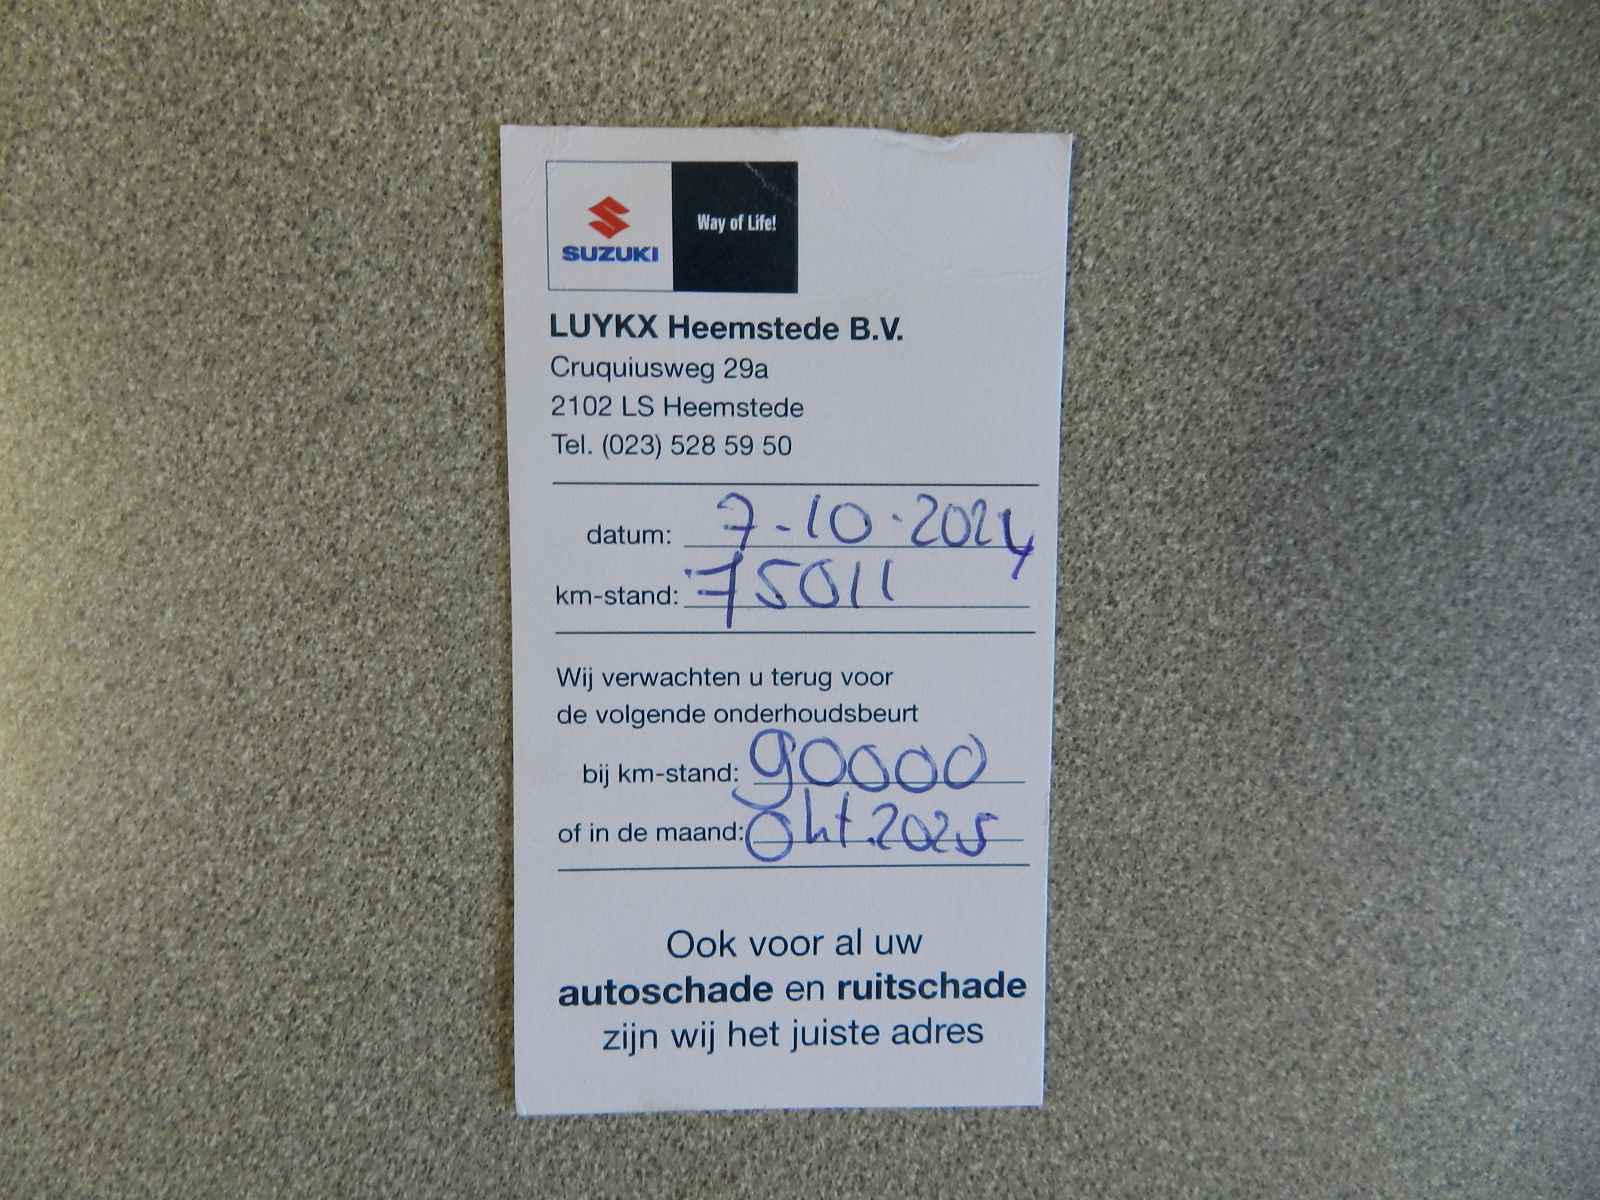 SUZUKI
Way of Life!
LUYKX Heemstede B.V.
Cruquiusweg 29a
2102 LS Heemstede
Tel. (023) 528 59 50
datum: 7-10-2024
km-stand: 75011
Wij verwachten u terug voor
de volgende onderhoudsbeurt
bij km-stand: 90000
of in de maand: Okt. 2025
Ook voor al uw
autoschade en ruitschade
zijn wij het juiste adres